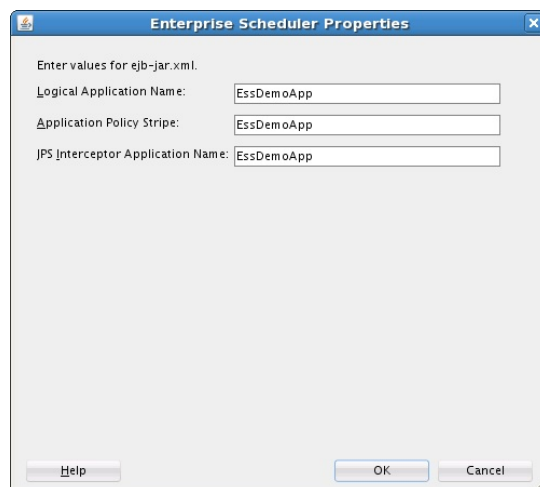 Enterprise Scheduler Properties
Enter values for ejb-jar.xml.
Logical Application Name: EssDemoApp
Application Policy Stripe: EssDemoApp
JPS Interceptor Application Name: EssDemoApp
Help OK Cancel